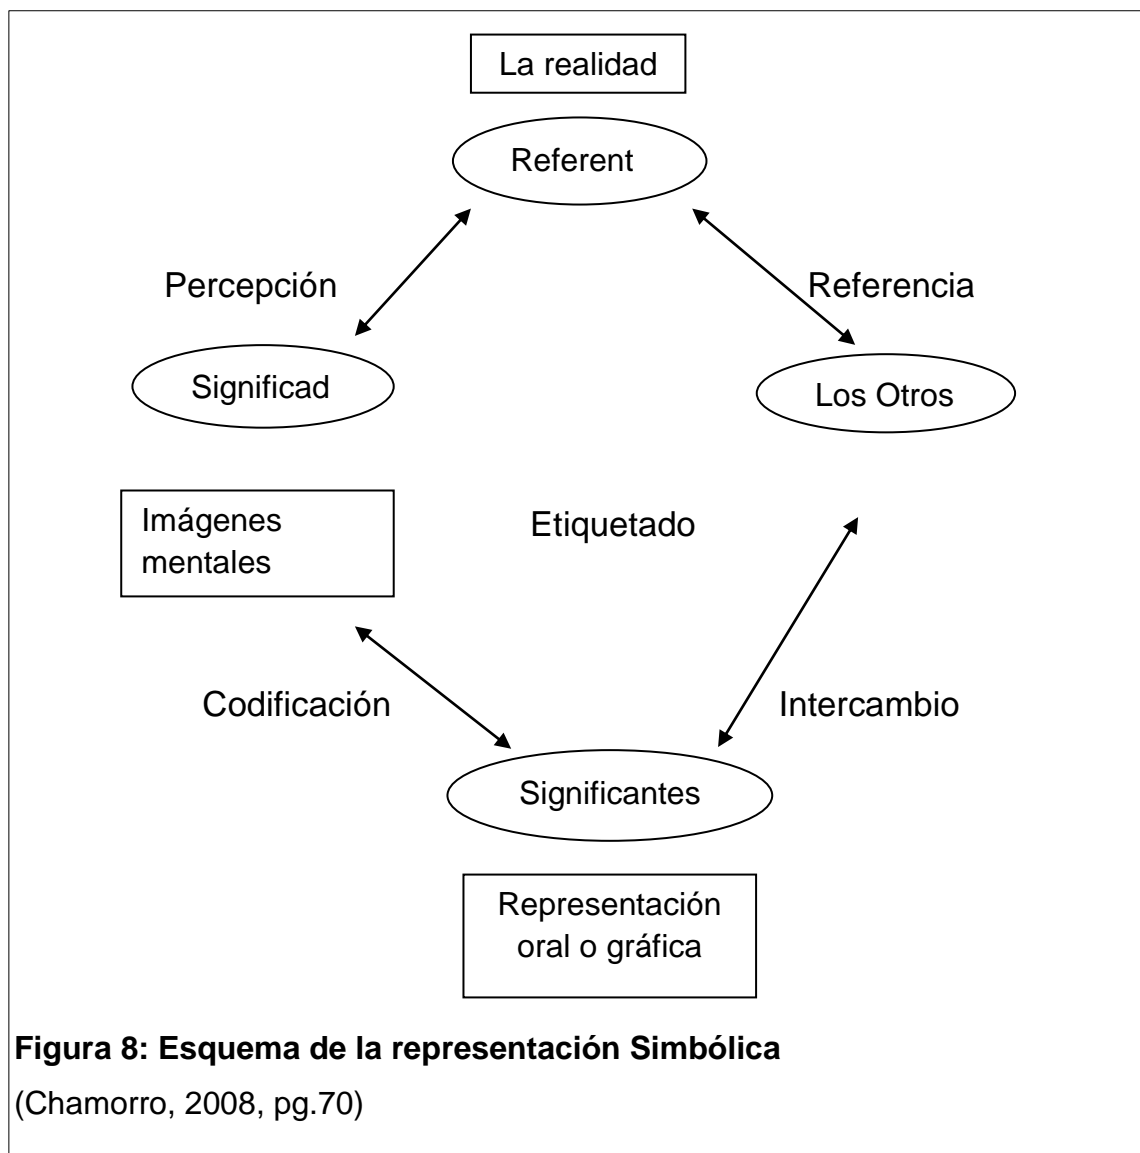 La realidad
Referent
Percepción
Referencia
Significad
Los Otros
Imágenes
mentales
Etiquetado
Codificación
Intercambio
Significantes
Representación
oral o gráfica
Figura 8: Esquema de la representación Simbólica
(Chamorro, 2008, pg.70)